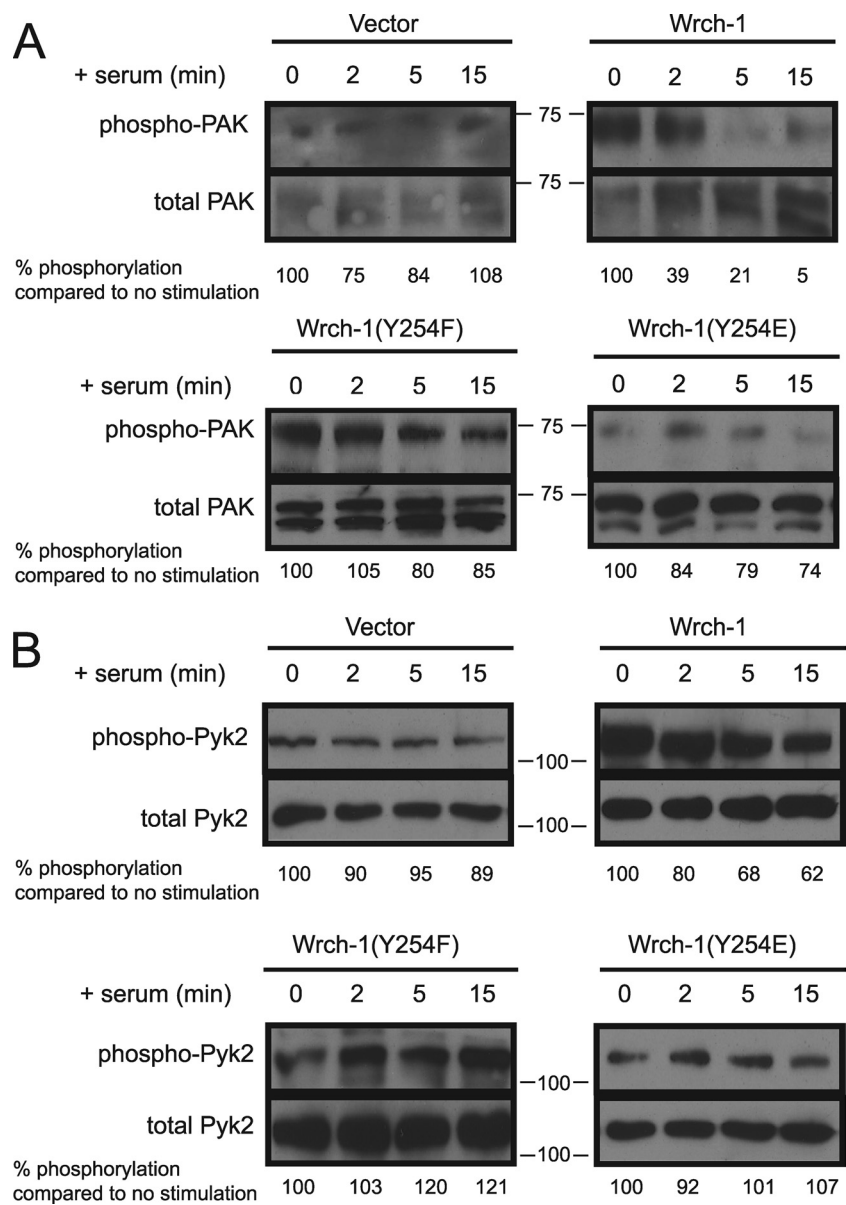 A
Vector Wrch-1
+ serum (min) 0 2 5 15 0 2 5 15
phospho-PAK — 75 —
total PAK — 75 —
% phosphorylation
compared to no stimulation 100 75 84 108 100 39 21 5
Wrch-1(Y254F) Wrch-1(Y254E)
+ serum (min) 0 2 5 15 0 2 5 15
phospho-PAK — 75 —
total PAK — 75 —
% phosphorylation
compared to no stimulation 100 105 80 85 100 84 79 74
B
Vector Wrch-1
+ serum (min) 0 2 5 15 0 2 5 15
phospho-Pyk2 —100—
total Pyk2 —100—
% phosphorylation
compared to no stimulation 100 90 95 89 100 80 68 62
Wrch-1(Y254F) Wrch-1(Y254E)
+ serum (min) 0 2 5 15 0 2 5 15
phospho-Pyk2 —100—
total Pyk2 —100—
% phosphorylation
compared to no stimulation 100 103 120 121 100 92 101 107